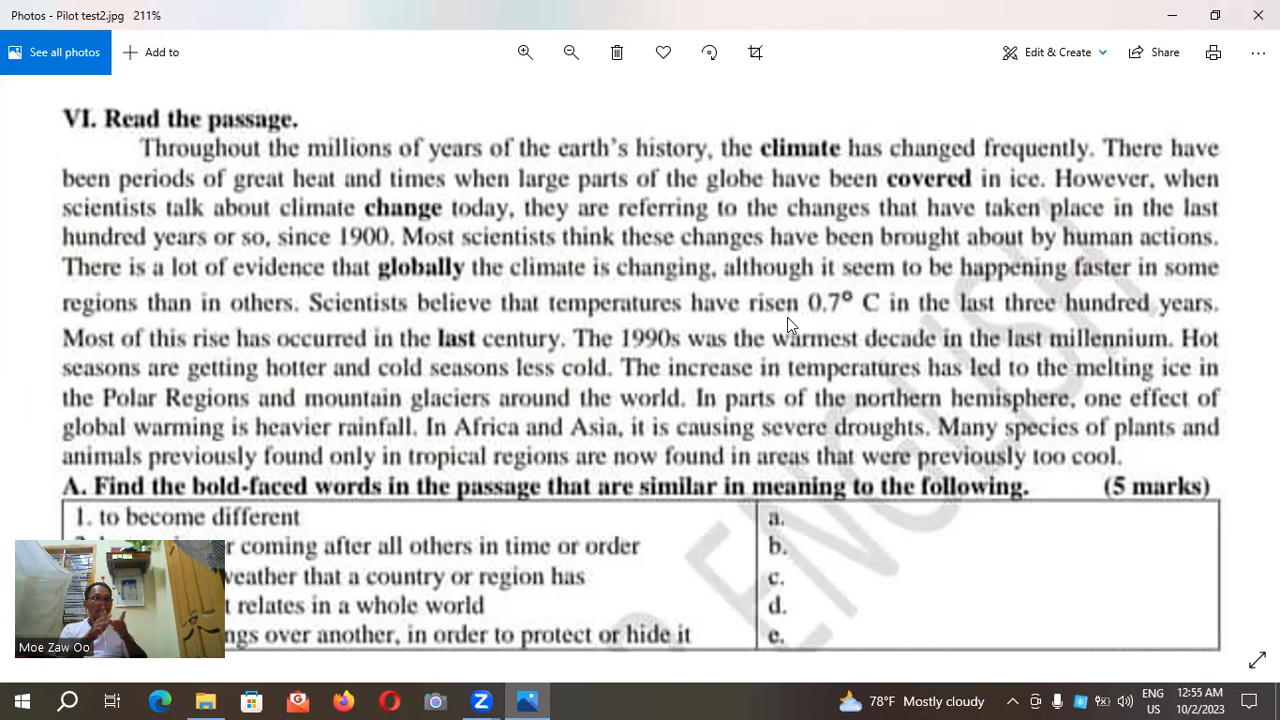 Photos - Pilot test2.jpg 211%
See all photos
Add to
Edit & Create
Share
VI. Read the passage.
Throughout the millions of years of the earth's history, the climate has changed frequently. There have
been periods of great heat and times when large parts of the globe have been covered in ice. However, when
scientists talk about climate change today, they are referring to the changes that have taken place in the last
hundred years or so, since 1900. Most scientists think these changes have been brought about by human actions.
There is a lot of evidence that globally the climate is changing, although it seem to be happening faster in some
regions than in others. Scientists believe that temperatures have risen 0.7° C in the last three hundred years.
Most of this rise has occurred in the last century. The 1990s was the warmest decade in the last millennium. Hot
seasons are getting hotter and cold seasons less cold. The increase in temperatures has led to the melting ice in
the Polar Regions and mountain glaciers around the world. In parts of the northern hemisphere, one effect of
global warming is heavier rainfall. In Africa and Asia, it is causing severe droughts. Many species of plants and
animals previously found only in tropical regions are now found in areas that were previously too cool.
A. Find the bold-faced words in the passage that are similar in meaning to the following. (5 marks)
1. to become different a.
coming after all others in time or order b.
weather that a country or region has c.
relates in a whole world d.
over another, in order to protect or hide it e.
ENGLISH
Moe Zaw Oo
78°F Mostly cloudy
ENG
US
12:55 AM
10/2/2023